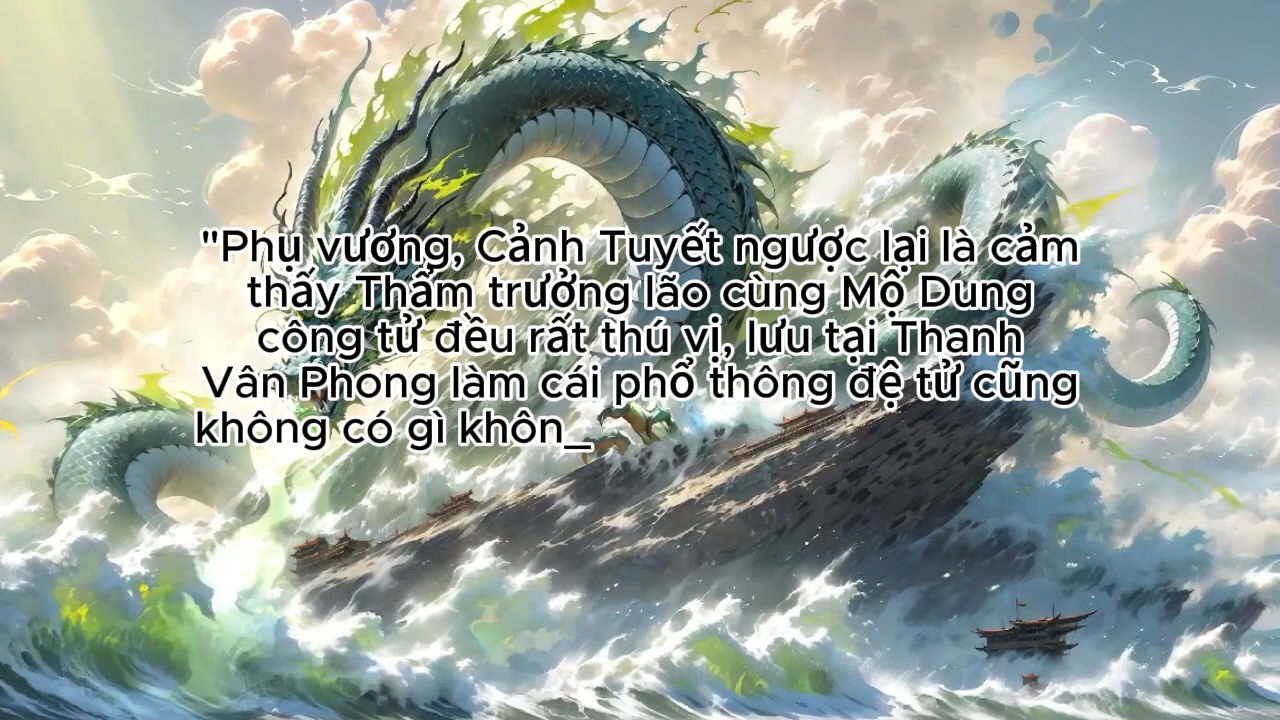 "Phụ vương, Cảnh Tuyết ngược lại là cảm
thấy Thẩm trưởng lão cùng Mộ Dung
công tử đều rất thú vị, lưu tại Thanh
Vân Phong làm cái phổ thông đệ tử cũng
không có gì khôn_